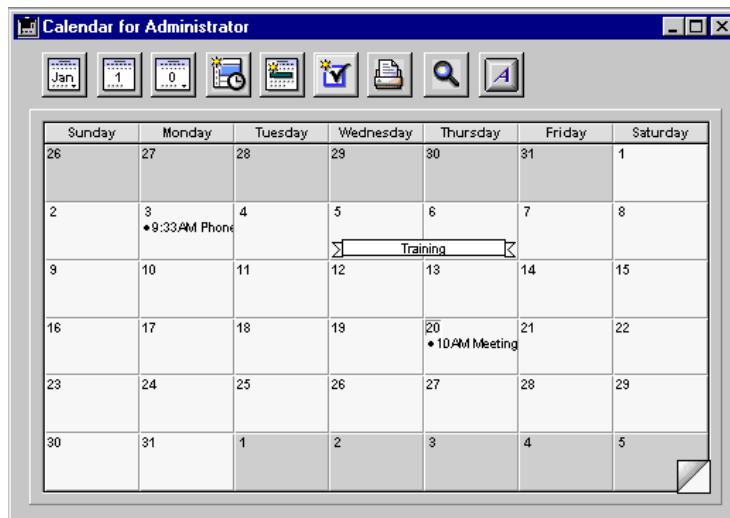 Calendar for Administrator
Jan 1 0 A
Sunday Monday Tuesday Wednesday Thursday Friday Saturday
26 27 28 29 30 31 1
2 3 4 5 6 7 8
•9:33AM Phone
Training
9 10 11 12 13 14 15
16 17 18 19 20 21 22
•10AM Meeting
23 24 25 26 27 28 29
30 31 1 2 3 4 5